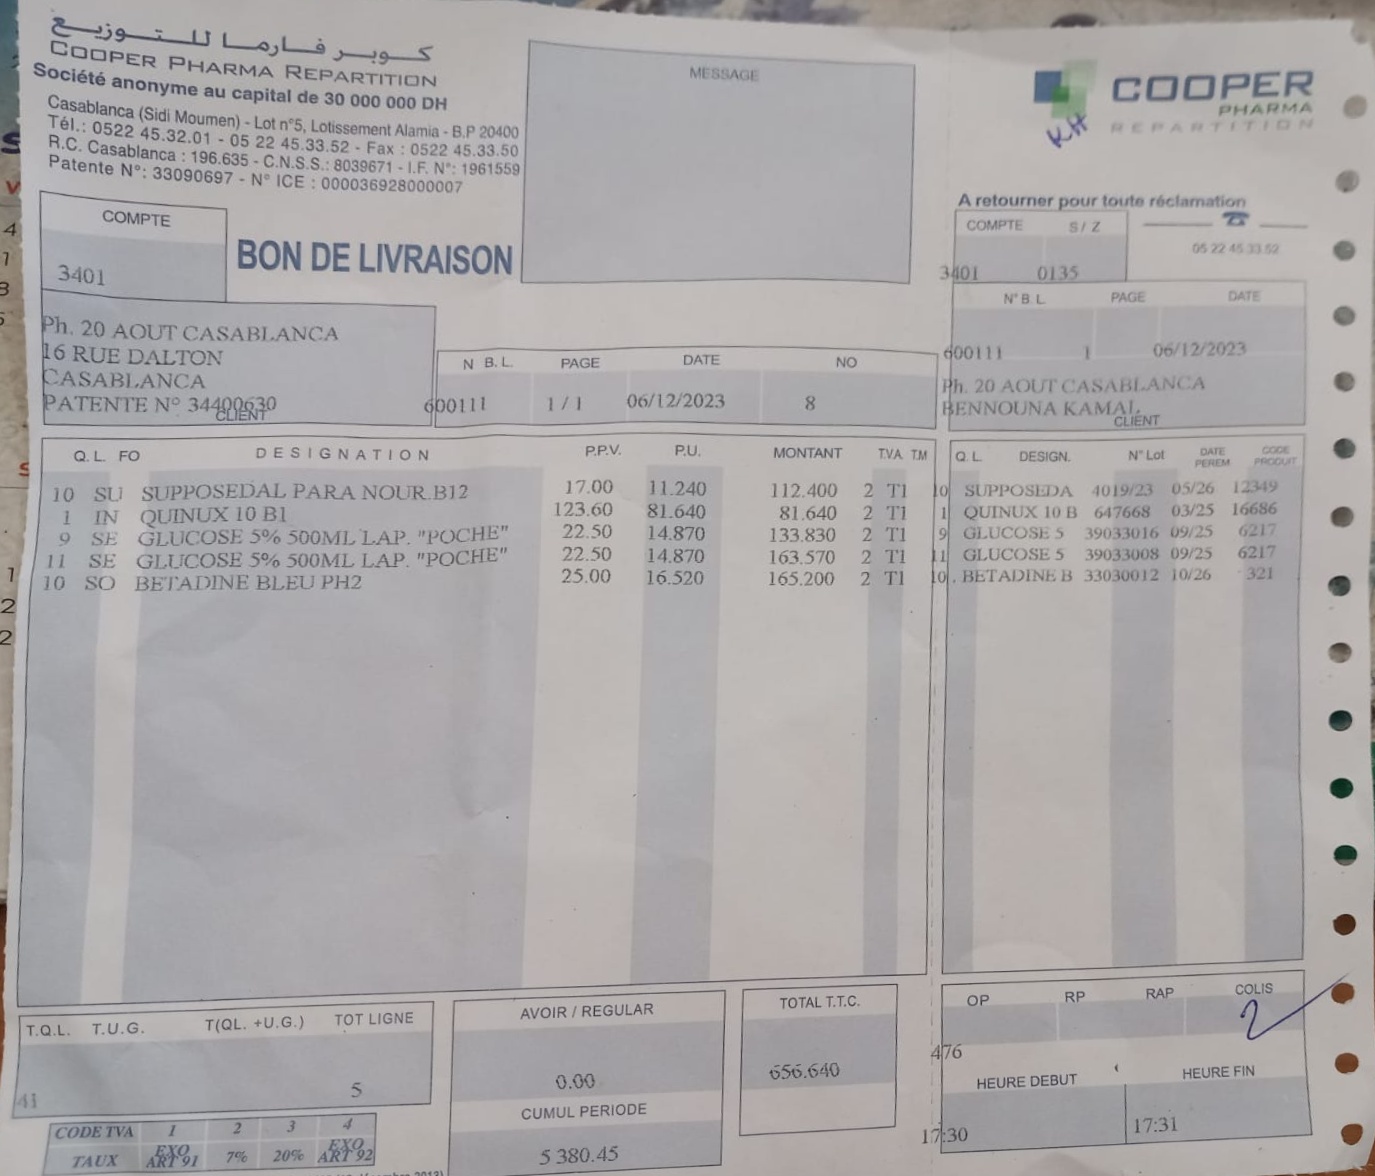 كوبر فارما للتوزيع
COOPER PHARMA REPARTITION
Société anonyme au capital de 30 000 000 DH
Casablanca (Sidi Moumen) - Lot n°5, Lotissement Alamia - B.P 20400
Tél.: 0522 45.32.01 - 05 22 45.33.52 - Fax : 0522 45.33.50
R.C. Casablanca : 196.635 - C.N.S.S.: 8039671 - I.F. N°: 1961559
Patente N°: 33090697 - N° ICE : 000036928000007
MESSAGE
COOPER
PHARMA
REPARTITION
KH
A retourner pour toute réclamation
COMPTE S/Z
05 22 45 33 52
3401 0135
COMPTE
3401
BON DE LIVRAISON
N° B.L. PAGE DATE
600111 1 06/12/2023
Ph. 20 AOUT CASABLANCA
BENNOUNA KAMAL
CLIENT
Ph. 20 AOUT CASABLANCA
16 RUE DALTON
CASABLANCA
PATENTE N° 34400630
CLIENT
N B.L. PAGE DATE NO
600111 1 / 1 06/12/2023 8
Q.L. FO DESIGNATION P.P.V. P.U. MONTANT T.V.A T.M
10 SU SUPPOSEDAL PARA NOUR.B12 17.00 11.240 112.400 2 T1
1 IN QUINUX 10 B1 123.60 81.640 81.640 2 T1
9 SE GLUCOSE 5% 500ML LAP. "POCHE" 22.50 14.870 133.830 2 T1
11 SE GLUCOSE 5% 500ML LAP. "POCHE" 22.50 14.870 163.570 2 T1
10 SO BETADINE BLEU PH2 25.00 16.520 165.200 2 T1
Q.L. DESIGN. N° Lot DATE PEREM CODE PRODUIT
10 SUPPOSEDA 4019/23 05/26 12349
1 QUINUX 10 B 647668 03/25 16686
9 GLUCOSE 5 39033016 09/25 6217
11 GLUCOSE 5 39033008 09/25 6217
10 BETADINE B 33030012 10/26 321
T.Q.L. T.U.G. T(QL. +U.G.) TOT LIGNE
41 5
AVOIR / REGULAR
0.00
CUMUL PERIODE
5 380.45
TOTAL T.T.C.
656.640
OP RP RAP COLIS
2
476
HEURE DEBUT HEURE FIN
17:30 17:31
CODE TVA 1 2 3 4
TAUX EXO ART 91 7% 20% EXO ART 92